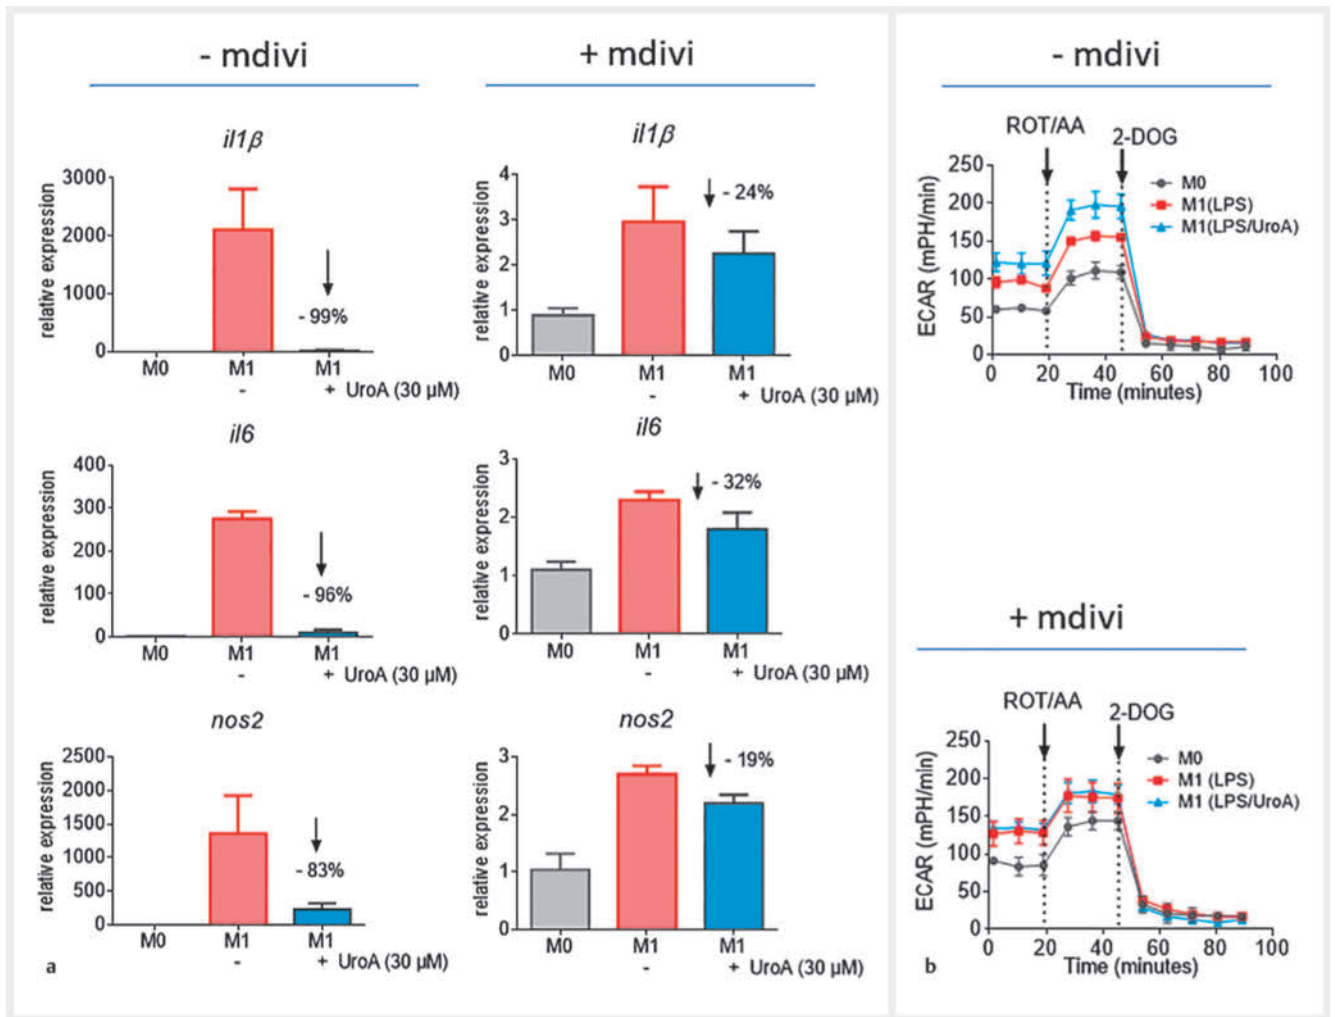 - mdivi
+ mdivi
- mdivi
il1β
relative expression
3000
2000
1000
0
- 99%
M0 M1 M1
- + UroA (30 µM)
il1β
relative expression
4
3
2
1
0
- 24%
M0 M1 M1
- + UroA (30 µM)
il6
relative expression
400
300
200
100
0
- 96%
M0 M1 M1
- + UroA (30 µM)
il6
relative expression
3
2
1
0
- 32%
M0 M1 M1
- + UroA (30 µM)
nos2
relative expression
2500
2000
1500
1000
500
0
- 83%
M0 M1 M1
- + UroA (30 µM)
nos2
relative expression
3
2
1
0
- 19%
M0 M1 M1
- + UroA (30 µM)
a
ROT/AA
2-DOG
ECAR (mPH/min)
250
200
150
100
50
0
M0
M1(LPS)
M1(LPS/UroA)
0 20 40 60 80 100
Time (minutes)
+ mdivi
ROT/AA
2-DOG
ECAR (mPH/min)
250
200
150
100
50
0
M0
M1 (LPS)
M1 (LPS/UroA)
0 20 40 60 80 100
Time (minutes)
b